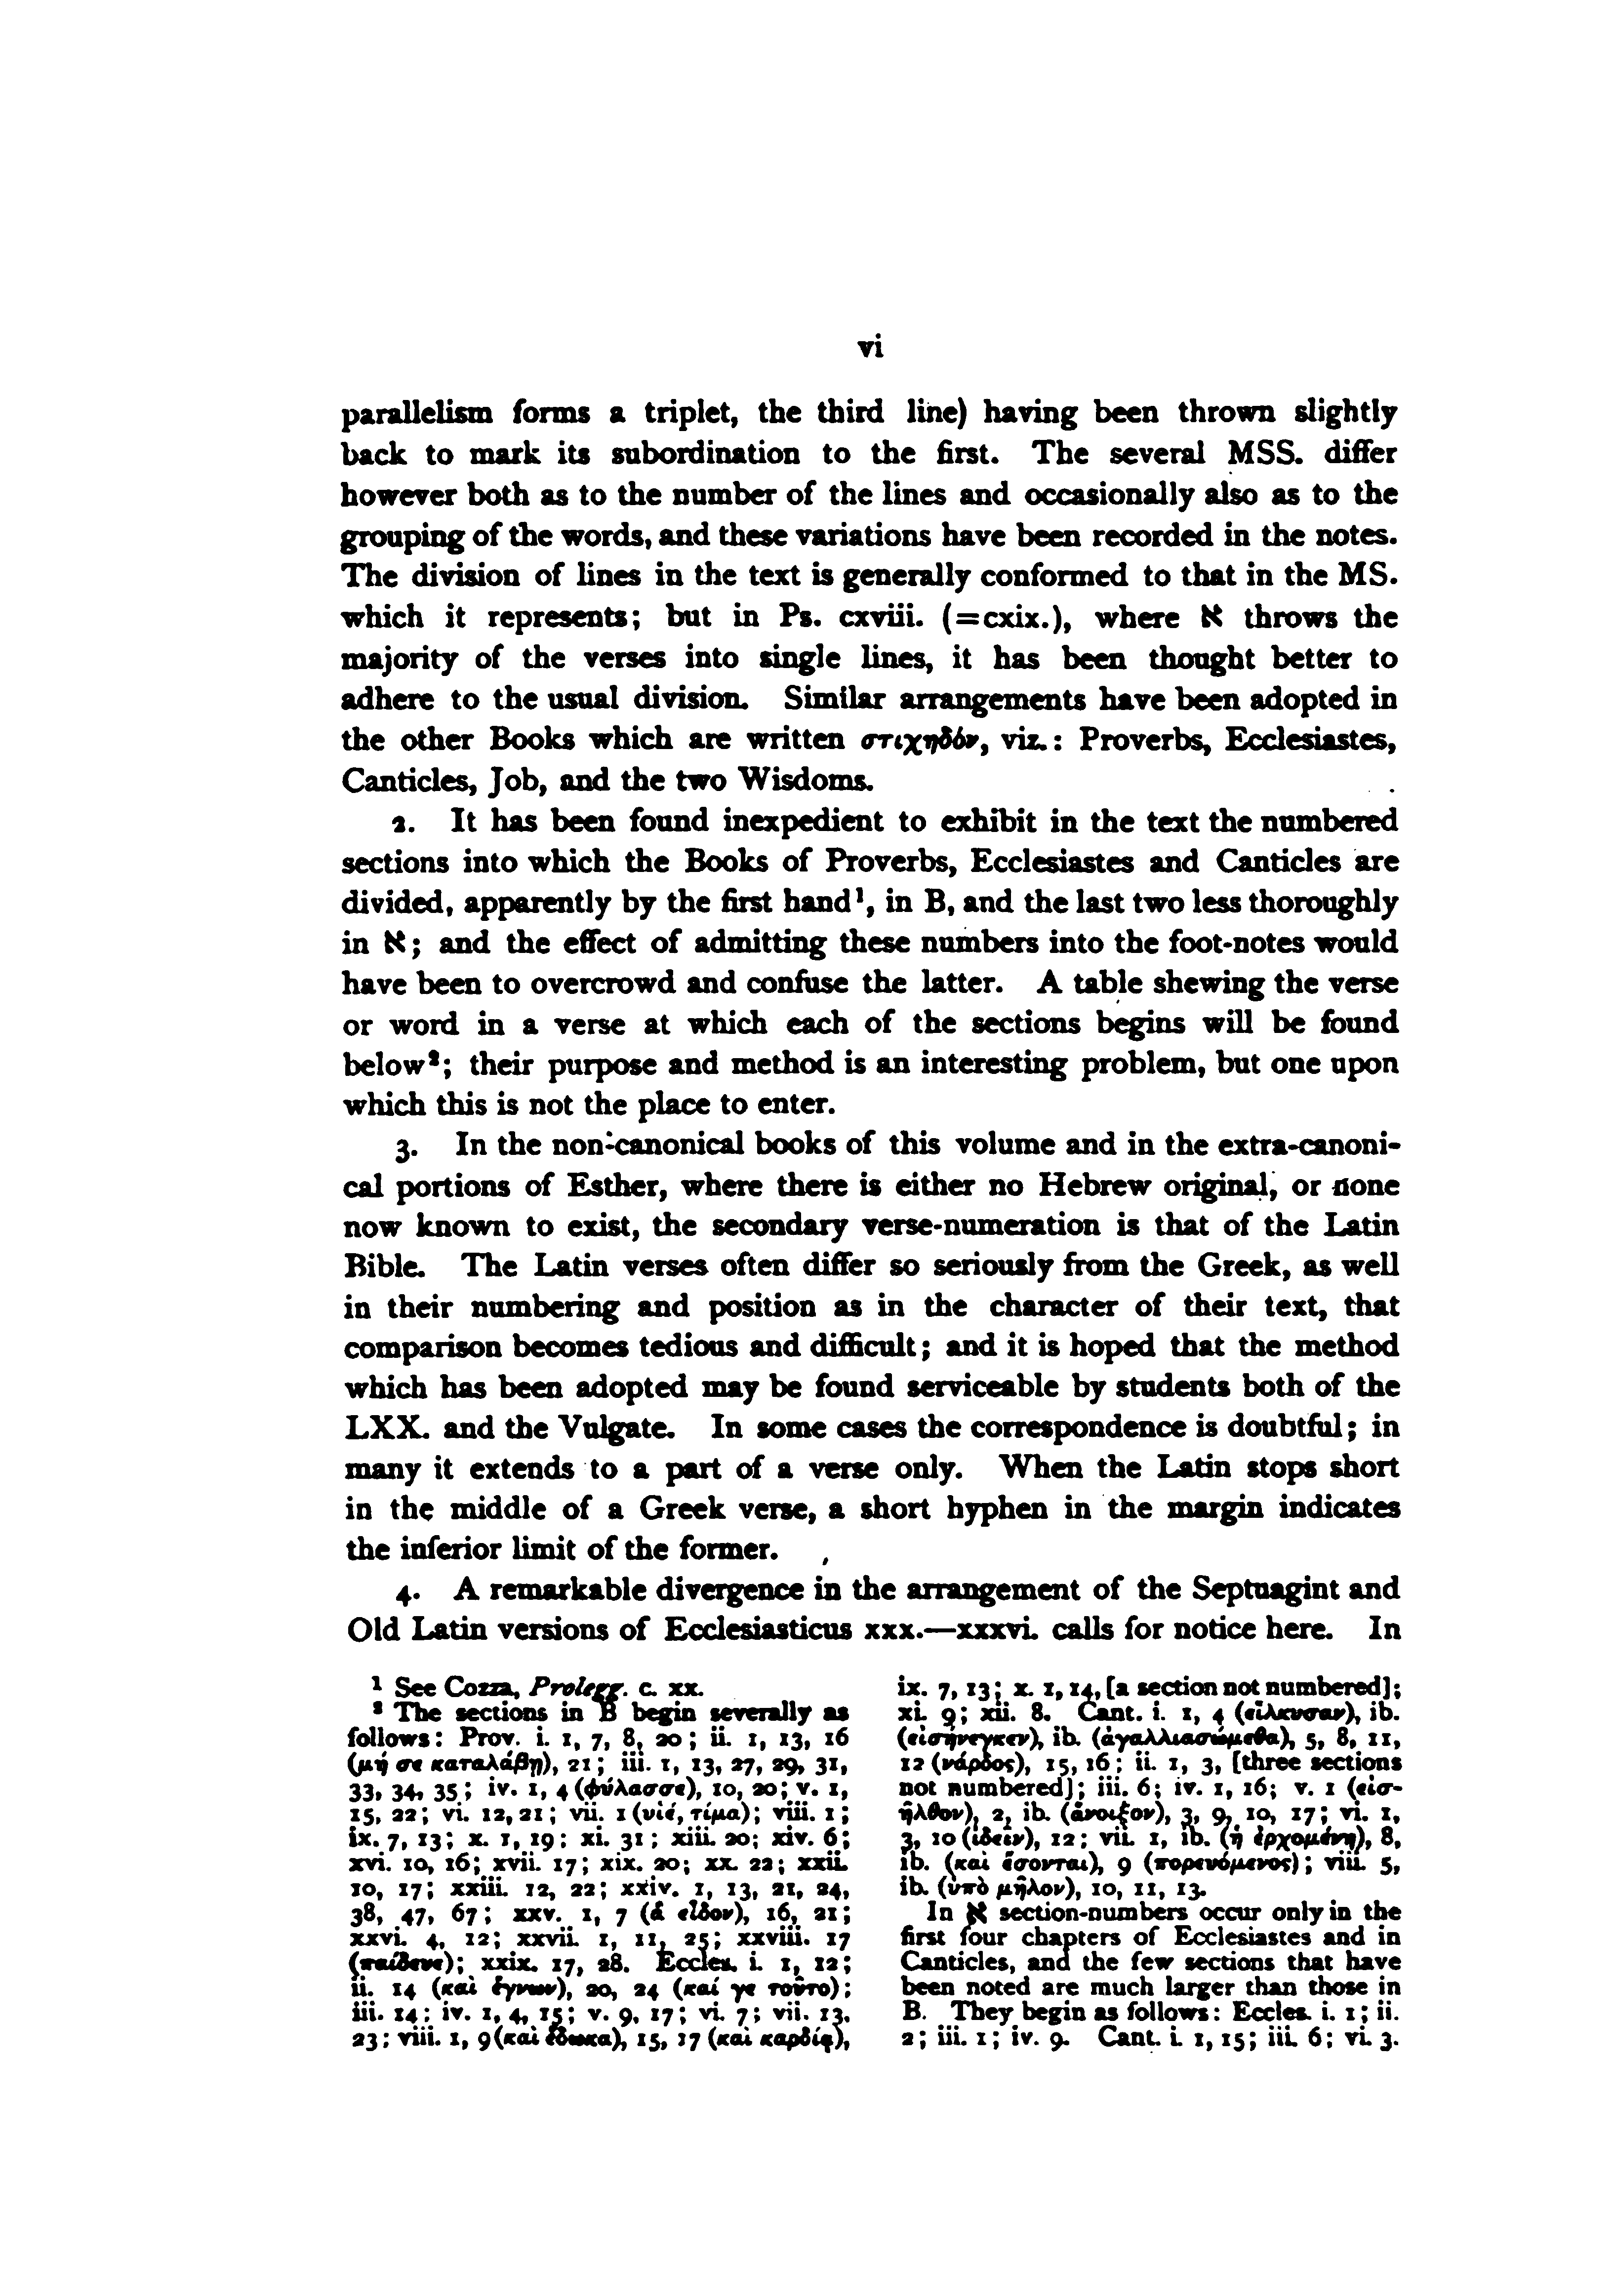 vi
parallelism forms a triplet, the third line) having been thrown slightly
back to mark its subordination to the first. The several MSS. differ
however both as to the number of the lines and occasionally also as to the
grouping of the words, and these variations have been recorded in the notes.
The division of lines in the text is generally conformed to that in the MS.
which it represents; but in Ps. cxviii. (=cxix.), where א throws the
majority of the verses into single lines, it has been thought better to
adhere to the usual division. Similar arrangements have been adopted in
the other Books which are written στιχηδόν, viz.: Proverbs, Ecclesiastes,
Canticles, Job, and the two Wisdoms.
2. It has been found inexpedient to exhibit in the text the numbered
sections into which the Books of Proverbs, Ecclesiastes and Canticles are
divided, apparently by the first hand¹, in B, and the last two less thoroughly
in א; and the effect of admitting these numbers into the foot-notes would
have been to overcrowd and confuse the latter. A table shewing the verse
or word in a verse at which each of the sections begins will be found
below²; their purpose and method is an interesting problem, but one upon
which this is not the place to enter.
3. In the non-canonical books of this volume and in the extra-canoni-
cal portions of Esther, where there is either no Hebrew original, or none
now known to exist, the secondary verse-numeration is that of the Latin
Bible. The Latin verses often differ so seriously from the Greek, as well
in their numbering and position as in the character of their text, that
comparison becomes tedious and difficult; and it is hoped that the method
which has been adopted may be found serviceable by students both of the
LXX. and the Vulgate. In some cases the correspondence is doubtful; in
many it extends to a part of a verse only. When the Latin stops short
in the middle of a Greek verse, a short hyphen in the margin indicates
the inferior limit of the former.
4. A remarkable divergence in the arrangement of the Septuagint and
Old Latin versions of Ecclesiasticus xxx.—xxxvi. calls for notice here. In
¹ See Cozza, Prolegg. c. xx.
² The sections in B begin severally as
follows: Prov. i. 1, 7, 8, 20; ii. 1, 13, 16
(μή σε καταλάβῃ), 21; iii. 1, 13, 27, 29, 31,
33, 34, 35; iv. 1, 4 (φύλασσε), 10, 20; v. 1,
15, 22; vi. 12, 21; vii. 1 (υἱέ, τίμα); viii. 1;
ix. 7, 13; x. 1, 19; xi. 31; xiii. 20; xiv. 6;
xvi. 10, 16; xvii. 17; xix. 20; xx. 22; xxii.
10, 17; xxiii. 12, 22; xxiv. 1, 13, 21, 24,
38, 47, 67; xxv. 1, 7 (ἃ εἶδον), 16, 21;
xxvi. 4, 12; xxvii. 1, 11, 25; xxviii. 17
(παίδευε); xxix. 17, 28. Eccles. i. 1, 12;
ii. 14 (καὶ ἔγνων), 20, 24 (καί γε τοῦτο);
iii. 14; iv. 1, 4, 15; v. 9, 17; vi. 7; vii. 13,
23; viii. 1, 9 (καὶ ἔδωκα), 15, 17 (καὶ καρδίᾳ),
ix. 7, 13; x. 1, 14, [a section not numbered];
xi. 9; xii. 8. Cant. i. 1, 4 (εἵλκυσαν), ib.
(εἰσήνεγκεν), ib. (ἀγαλλιασώμεθα), 5, 8, 11,
12 (νάρδος), 15, 16; ii. 1, 3, [three sections
not numbered]; iii. 6; iv. 1, 16; v. 1 (εἰσ-
ῆλθον), 2, ib. (ἄνοιξον), 3, 9, 10, 17; vi. 1,
3, 10 (ἰδεῖν), 12; vii. 1, ib. (ἡ ἐρχομένη), 8,
ib. (καὶ ἔσονται), 9 (πορευόμενος); viii. 5,
ib. (ὑπὸ μῆλον), 10, 11, 13.
In א section-numbers occur only in the
first four chapters of Ecclesiastes and in
Canticles, and the few sections that have
been noted are much larger than those in
B. They begin as follows: Eccles. i. 1; ii.
2; iii. 1; iv. 9. Cant. i. 1, 15; iii. 6; vi. 3.